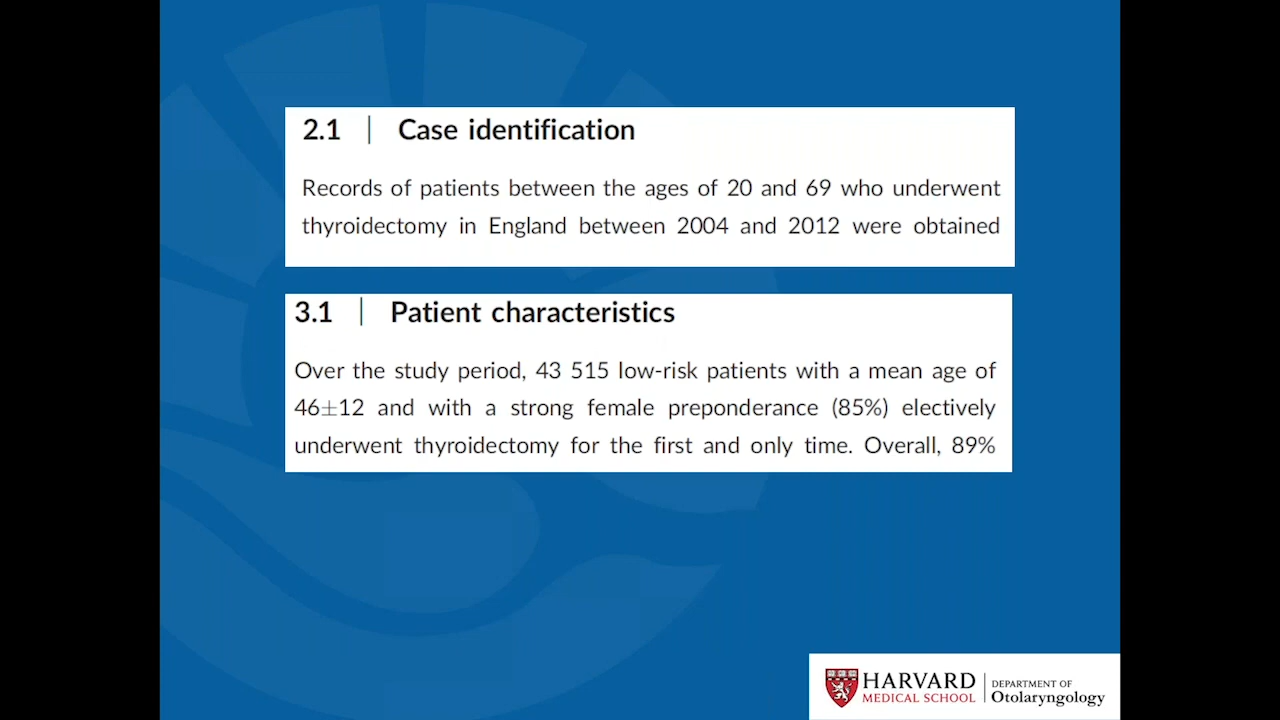 2.1 | Case identification
Records of patients between the ages of 20 and 69 who underwent
thyroidectomy in England between 2004 and 2012 were obtained
3.1 | Patient characteristics
Over the study period, 43 515 low-risk patients with a mean age of
46±12 and with a strong female preponderance (85%) electively
underwent thyroidectomy for the first and only time. Overall, 89%
HARVARD
MEDICAL SCHOOL
DEPARTMENT OF
Otolaryngology